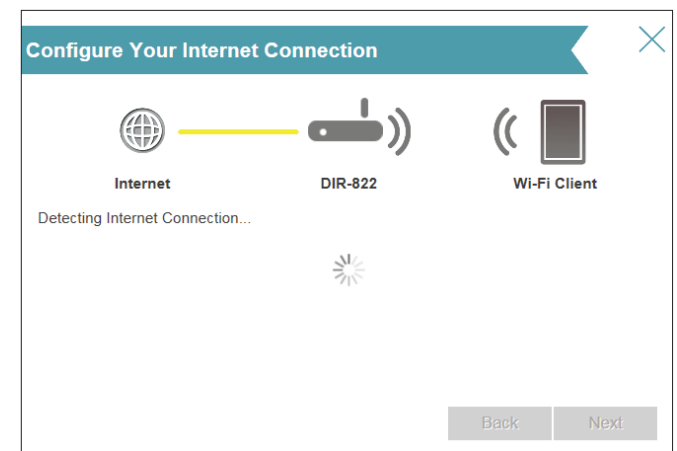 Configure Your Internet Connection
Internet DIR-822 Wi-Fi Client
Detecting Internet Connection...
Back Next